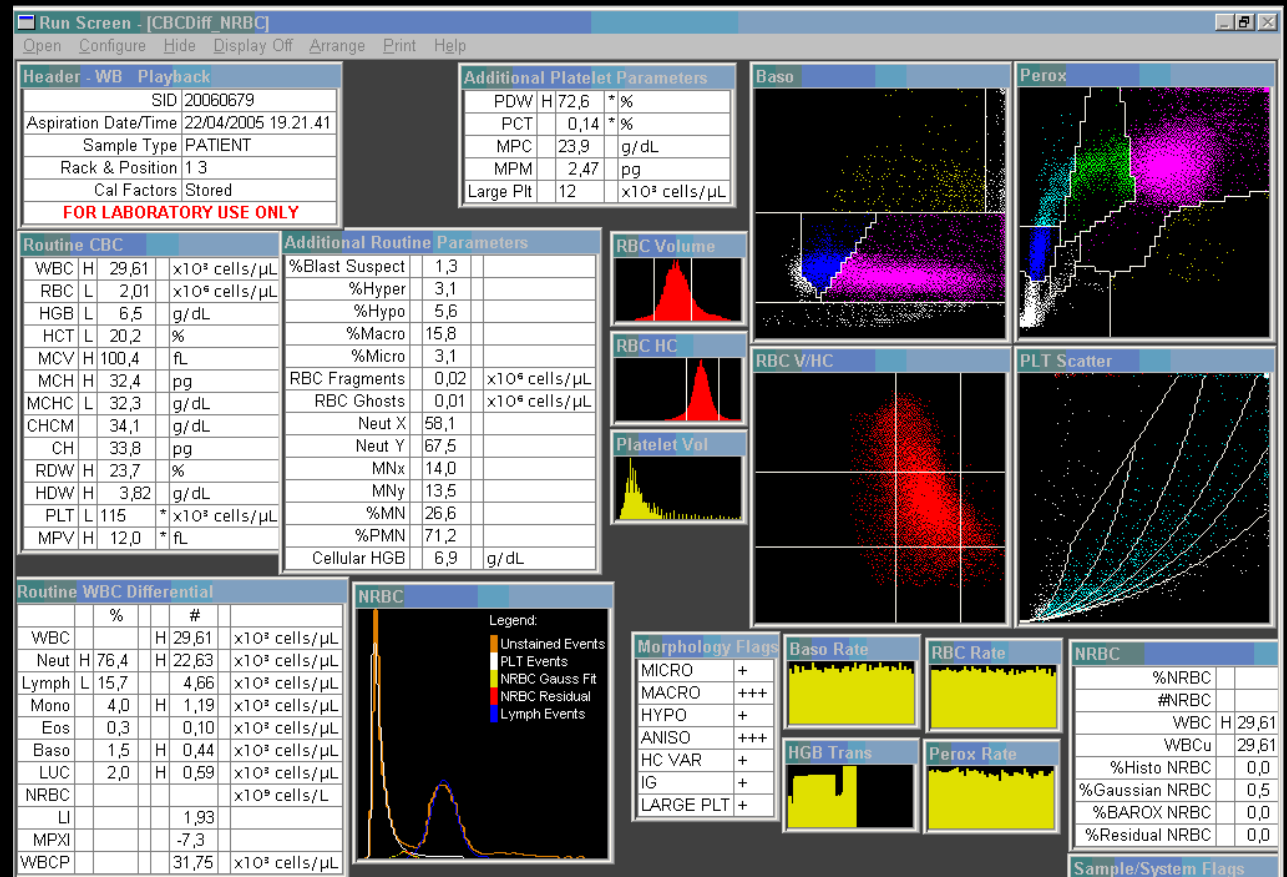 Run Screen - [CBCDiff_NRBC]
Open Configure Hide Display Off Arrange Print Help
Header - WB Playback
SID 20060679
Aspiration Date/Time 22/04/2005 19.21.41
Sample Type PATIENT
Rack & Position 1 3
Cal Factors Stored
FOR LABORATORY USE ONLY
Additional Platelet Parameters
PDW H 72,6 * %
PCT 0,14 * %
MPC 23,9 g/dL
MPM 2,47 pg
Large Plt 12 x10³ cells/µL
Baso
Perox
Routine CBC
WBC H 29,61 x10³ cells/µL
RBC L 2,01 x10⁶ cells/µL
HGB L 6,5 g/dL
HCT L 20,2 %
MCV H 100,4 fL
MCH H 32,4 pg
MCHC L 32,3 g/dL
CHCM 34,1 g/dL
CH 33,8 pg
RDW H 23,7 %
HDW H 3,82 g/dL
PLT L 115 * x10³ cells/µL
MPV H 12,0 * fL
Additional Routine Parameters
%Blast Suspect 1,3
%Hyper 3,1
%Hypo 5,6
%Macro 15,8
%Micro 3,1
RBC Fragments 0,02 x10⁶ cells/µL
RBC Ghosts 0,01 x10⁶ cells/µL
Neut X 58,1
Neut Y 67,5
MNx 14,0
MNy 13,5
%MN 26,6
%PMN 71,2
Cellular HGB 6,9 g/dL
RBC Volume
RBC HC
Platelet Vol
RBC V/HC
PLT Scatter
Routine WBC Differential
% #
WBC H 29,61 x10³ cells/µL
Neut H 76,4 H 22,63 x10³ cells/µL
Lymph L 15,7 4,66 x10³ cells/µL
Mono 4,0 H 1,19 x10³ cells/µL
Eos 0,3 0,10 x10³ cells/µL
Baso 1,5 H 0,44 x10³ cells/µL
LUC 2,0 H 0,59 x10³ cells/µL
NRBC x10⁹ cells/L
LI 1,93
MPXI -7,3
WBCP 31,75 x10³ cells/µL
NRBC
Legend:
Unstained Events
PLT Events
NRBC Gauss Fit
NRBC Residual
Lymph Events
Morphology Flags
MICRO +
MACRO +++
HYPO +
ANISO +++
HC VAR +
IG +
LARGE PLT +
Baso Rate
RBC Rate
HGB Trans
Perox Rate
NRBC
%NRBC
#NRBC
WBC H 29,61
WBCu 29,61
%Histo NRBC 0,0
%Gaussian NRBC 0,5
%BAROX NRBC 0,0
%Residual NRBC 0,0
Sample/System Flags